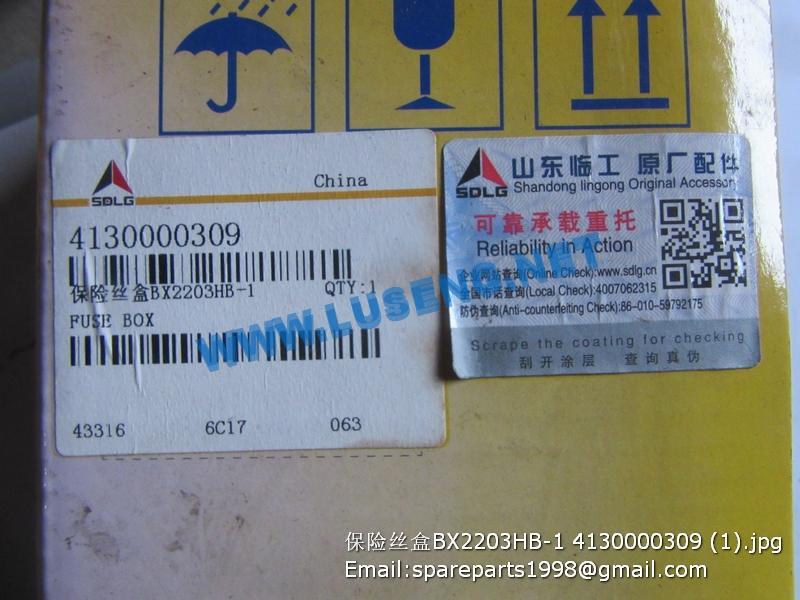 SDLG
China
4130000309
保险丝盒BX2203HB-1 QTY:1
FUSE BOX
43316 6C17 063
SDLG
山东临工 原厂配件
Shandong lingong Original Accessory
可靠承载重托
Reliability in Action
企业网站查询(Online Check):www.sdlg.cn
全国市话查询(Local Check):4007062315
防伪查询(Anti-counterfeiting Check):86-010-59792175
Scrape the coating for checking
刮开涂层 查询真伪
WWW.LUSENA.NET
保险丝盒BX2203HB-1 4130000309 (1).jpg
Email:spareparts1998@gmail.com